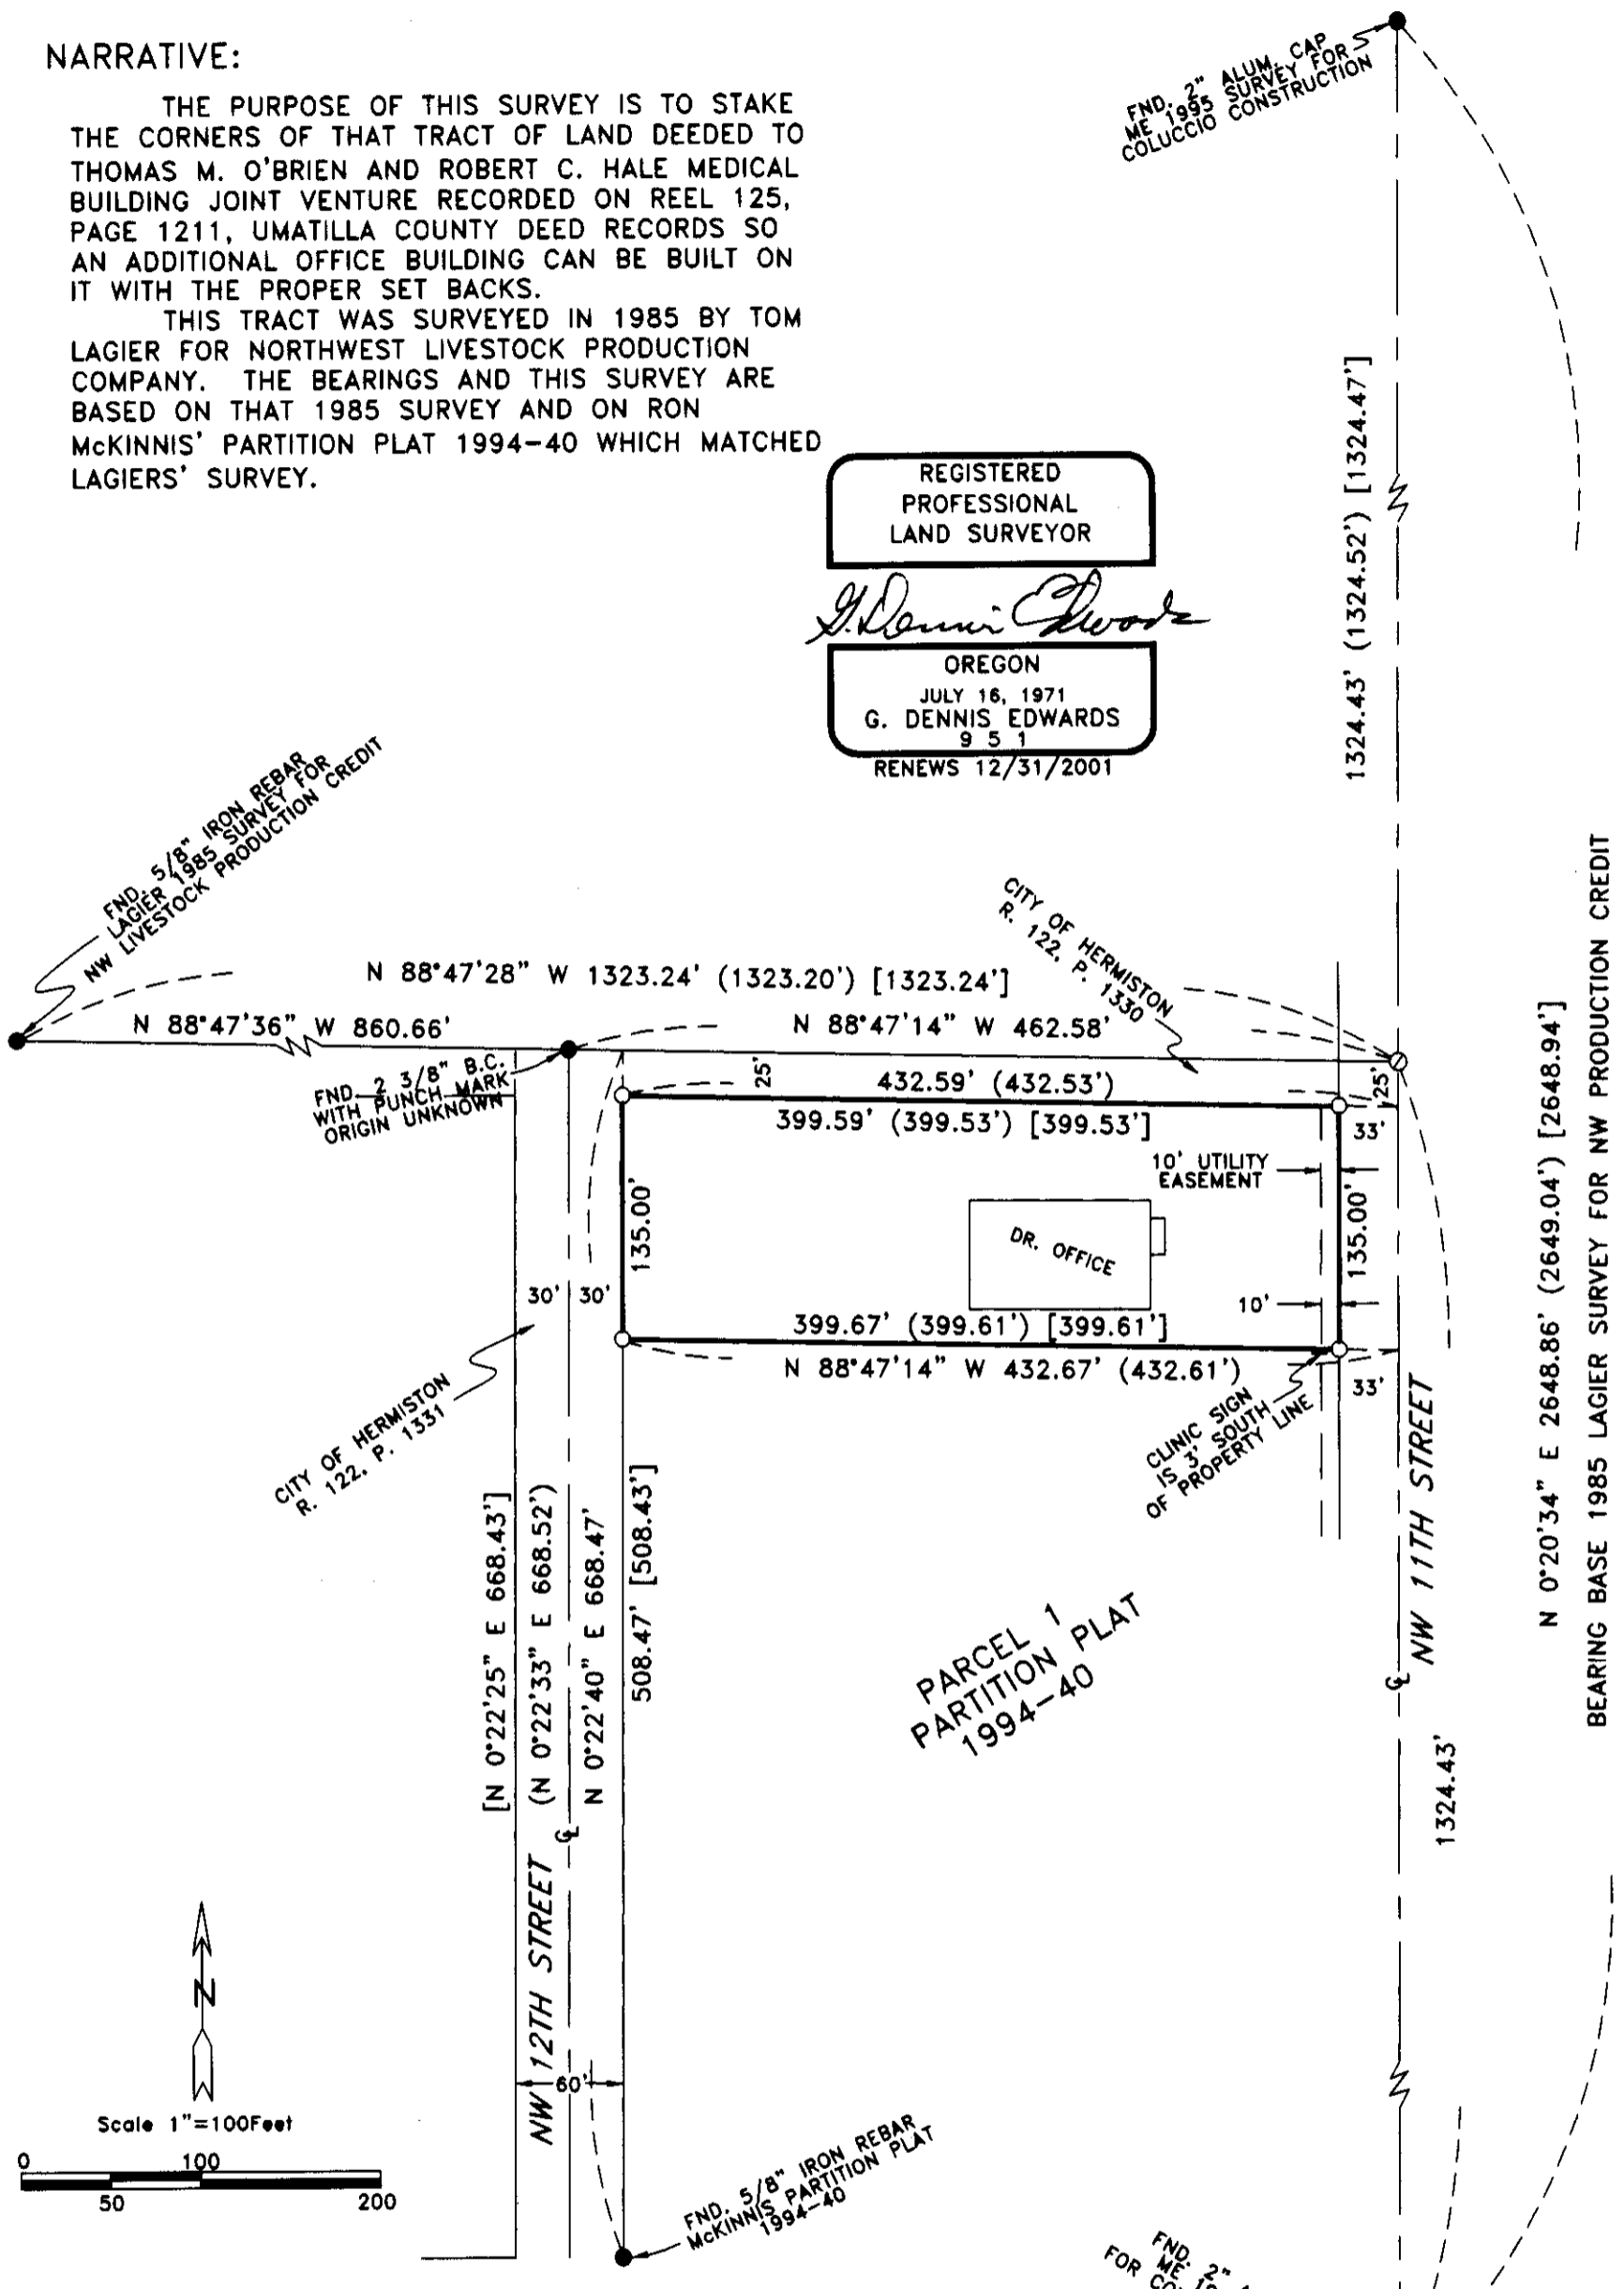 NARRATIVE:
THE PURPOSE OF THIS SURVEY IS TO STAKE
THE CORNERS OF THAT TRACT OF LAND DEEDED TO
THOMAS M. O'BRIEN AND ROBERT C. HALE MEDICAL
BUILDING JOINT VENTURE RECORDED ON REEL 125,
PAGE 1211, UMATILLA COUNTY DEED RECORDS SO
AN ADDITIONAL OFFICE BUILDING CAN BE BUILT ON
IT WITH THE PROPER SET BACKS.
THIS TRACT WAS SURVEYED IN 1985 BY TOM
LAGIER FOR NORTHWEST LIVESTOCK PRODUCTION
COMPANY. THE BEARINGS AND THIS SURVEY ARE
BASED ON THAT 1985 SURVEY AND ON RON
McKINNIS' PARTITION PLAT 1994-40 WHICH MATCHED
LAGIERS' SURVEY.
FND. 2" ALUM. CAP
ME 1995 SURVEY FOR
COLUCCIO CONSTRUCTION
1324.43' (1324.52') [1324.47']
REGISTERED
PROFESSIONAL
LAND SURVEYOR
G. Dennis Edwards
OREGON
JULY 16, 1971
G. DENNIS EDWARDS
9 5 1
RENEWS 12/31/2001
FND. 5/8" IRON REBAR
LAGIER 1985 SURVEY FOR
NW LIVESTOCK PRODUCTION CREDIT
CITY OF HERMISTON
R. 122, P. 1330
N 88°47'28" W 1323.24' (1323.20') [1323.24']
N 88°47'36" W 860.66'
N 88°47'14" W 462.58'
FND 2 3/8" B.C.
WITH PUNCH MARK
ORIGIN UNKNOWN
25'
432.59' (432.53')
25'
399.59' (399.53') [399.53']
33'
10' UTILITY
EASEMENT
135.00'
135.00'
DR. OFFICE
30'
30'
10'
399.67' (399.61') [399.61']
N 88°47'14" W 432.67' (432.61')
33'
CLINIC SIGN
IS 3' SOUTH
OF PROPERTY LINE
CITY OF HERMISTON
R. 122, P. 1331
[N 0°22'25" E 668.43']
(N 0°22'33" E 668.52')
N 0°22'40" E 668.47'
508.47' [508.43']
NW 11TH STREET
N 0°20'34" E 2648.86' (2649.04') [2648.94']
BEARING BASE 1985 LAGIER SURVEY FOR NW PRODUCTION CREDIT
PARCEL 1
PARTITION PLAT
1994-40
1324.43'
NW 12TH STREET
60'
N
Scale 1"=100Feet
0 100
50 200
FND. 5/8" IRON REBAR
McKINNIS PARTITION PLAT
1994-40
FND. 2"
ME
FOR